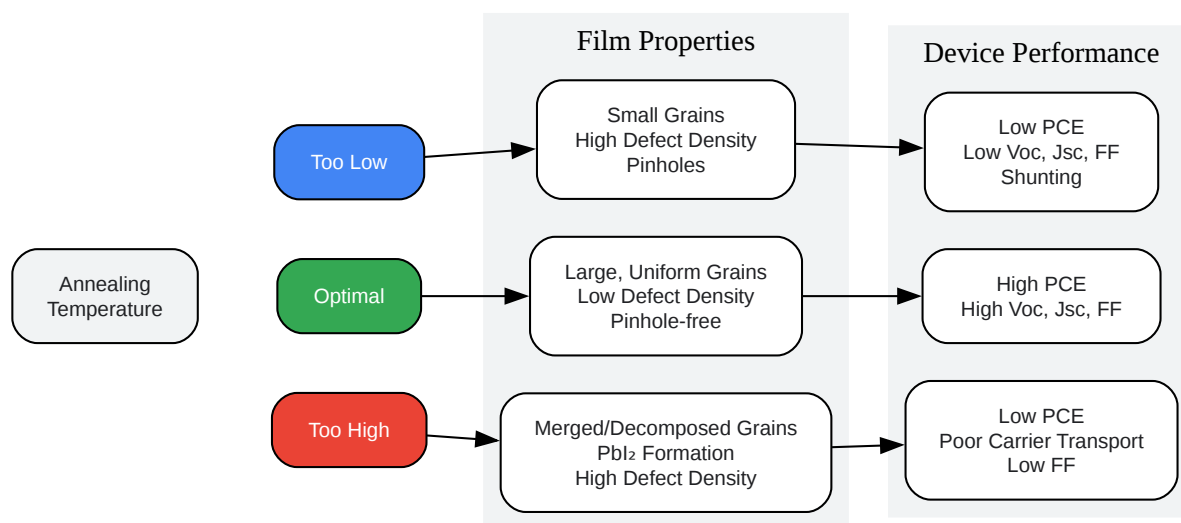 Film Properties
Device Performance
Annealing
Temperature
Too Low
Small Grains
High Defect Density
Pinholes
Low PCE
Low Voc, Jsc, FF
Shunting
Optimal
Large, Uniform Grains
Low Defect Density
Pinhole-free
High PCE
High Voc, Jsc, FF
Too High
Merged/Decomposed Grains
PbI₂ Formation
High Defect Density
Low PCE
Poor Carrier Transport
Low FF